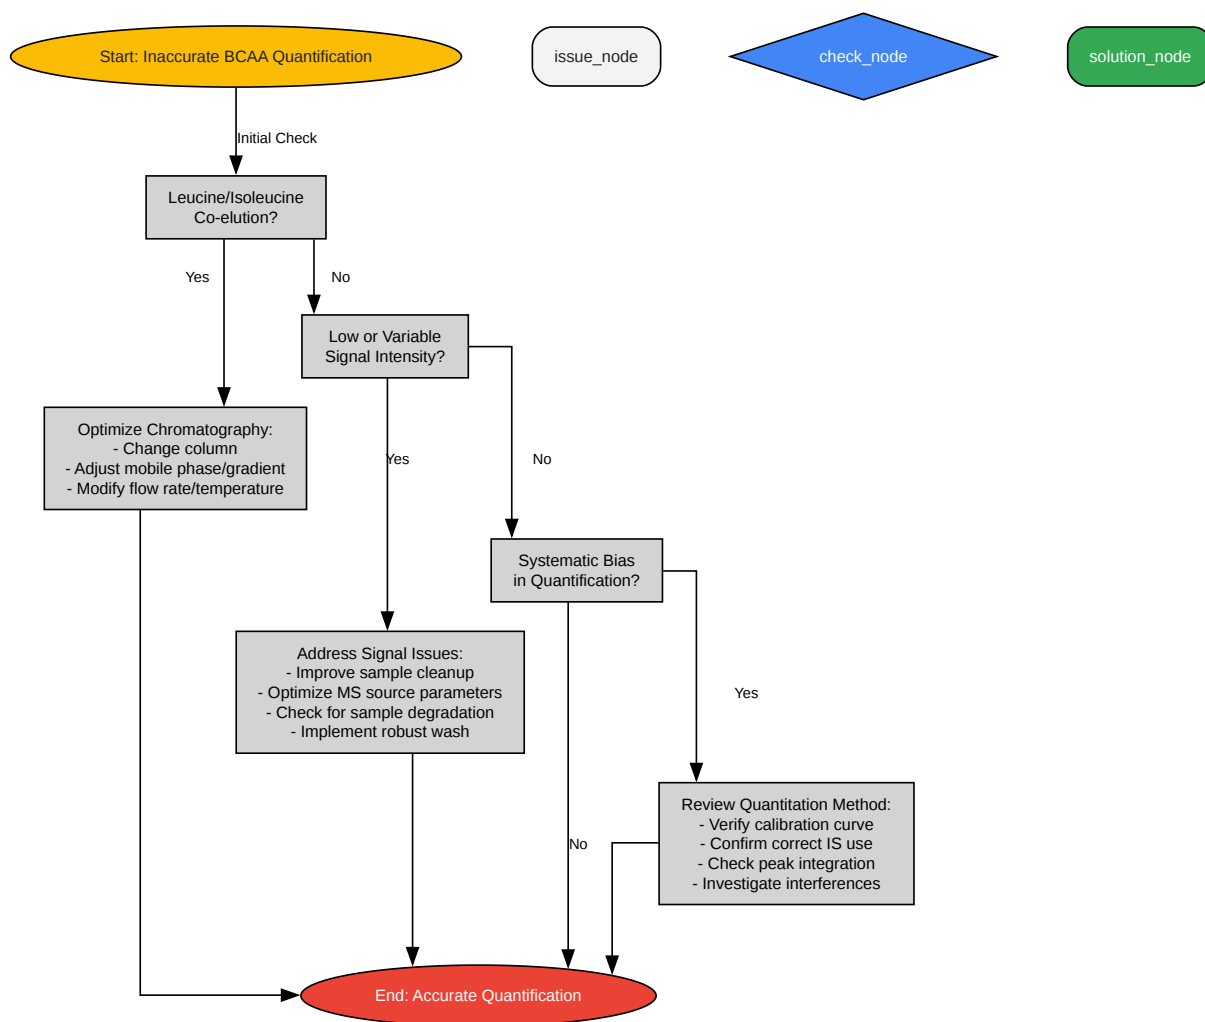 Start: Inaccurate BCAA Quantification
issue_node
check_node
solution_node
Initial Check
Leucine/Isoleucine
Co-elution?
Yes
No
Low or Variable
Signal Intensity?
Optimize Chromatography:
- Change column
- Adjust mobile phase/gradient
- Modify flow rate/temperature
Yes
No
Systematic Bias
in Quantification?
Address Signal Issues:
- Improve sample cleanup
- Optimize MS source parameters
- Check for sample degradation
- Implement robust wash
Yes
Review Quantitation Method:
- Verify calibration curve
- Confirm correct IS use
- Check peak integration
- Investigate interferences
No
End: Accurate Quantification